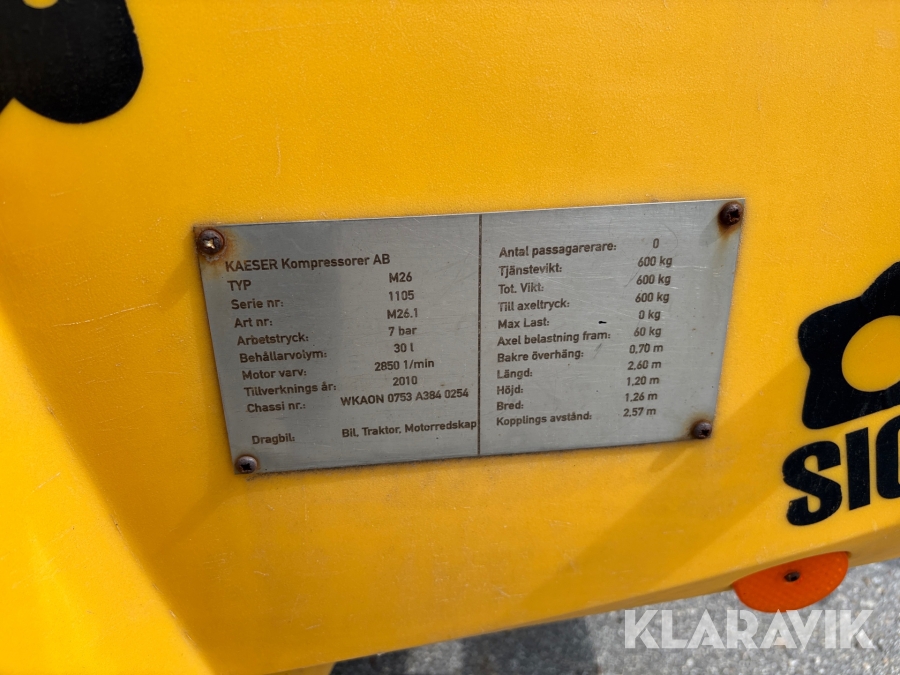 KAESER Kompressorer AB
TYP M26
Serie nr: 1105
Art nr: M26.1
Arbetstryck: 7 bar
Behållarvolym: 30 l
Motor varv: 2850 1/min
Tillverknings år: 2010
Chassi nr.: WKAON 0753 A384 0254
Dragbil: Bil, Traktor, Motorredskap
Antal passagarerare: 0
Tjänstevikt: 600 kg
Tot. Vikt: 600 kg
Till axeltryck: 600 kg
Max Last: 0 kg
Axel belastning fram: 60 kg
Bakre överhäng: 0,70 m
Längd: 2,60 m
Höjd: 1,20 m
Bred: 1,26 m
Kopplings avstånd: 2,57 m
KLARAVIK